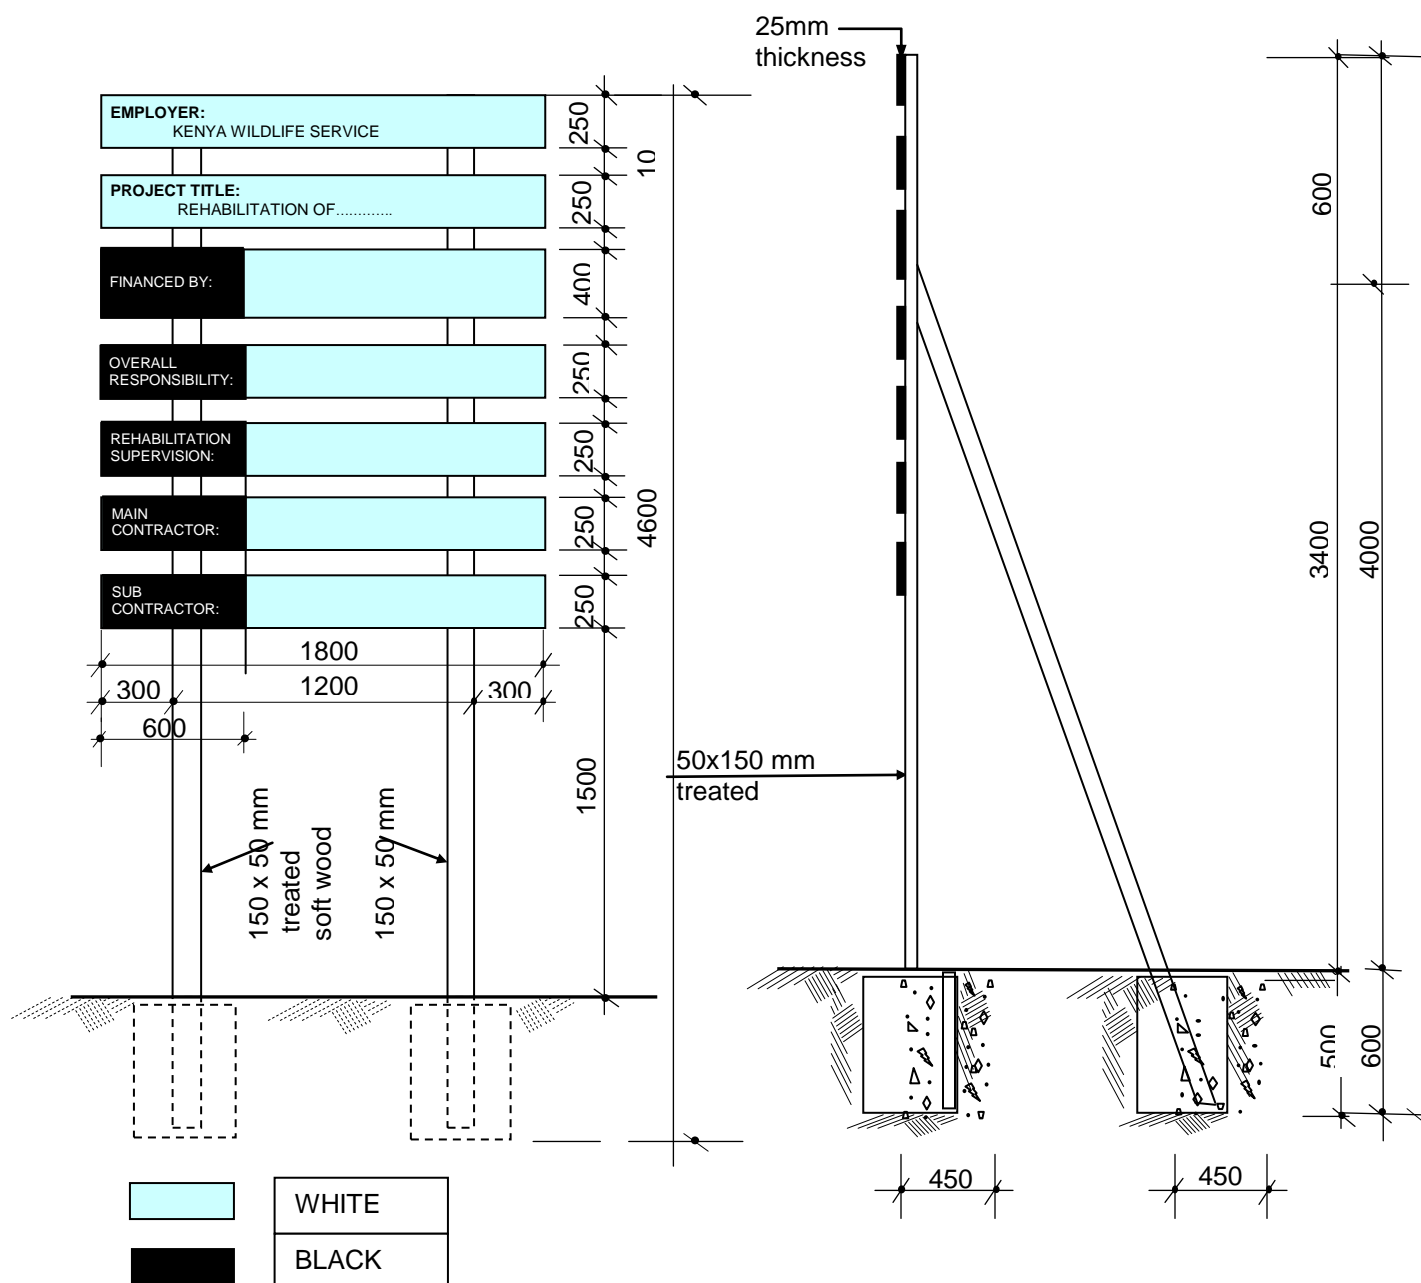 25mm
thickness
EMPLOYER:
KENYA WILDLIFE SERVICE
250
10
PROJECT TITLE:
REHABILITATION OF.............
250
600
FINANCED BY:
400
OVERALL
RESPONSIBILITY:
250
REHABILITATION
SUPERVISION:
250
MAIN
CONTRACTOR:
250
4600
3400
4000
SUB
CONTRACTOR:
250
1800
300
1200
300
600
1500
50x150 mm
treated
150 x 50 mm
treated
soft wood
150 x 50 mm
500
600
450
450
WHITE
BLACK